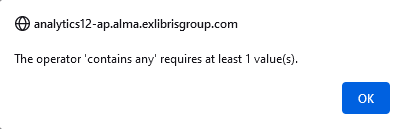 analytics12-ap.alma.exlibrisgroup.com
The operator 'contains any' requires at least 1 value(s).
OK